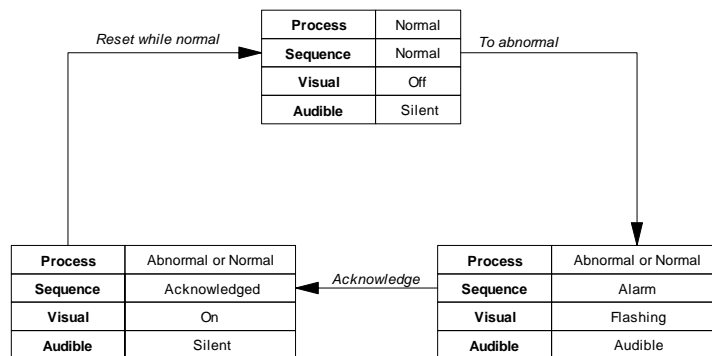 Process Normal
Reset while normal
Sequence Normal
To abnormal
Visual Off
Audible Silent
Process Abnormal or Normal
Sequence Acknowledged
Visual On
Audible Silent
Acknowledge
Process Abnormal or Normal
Sequence Alarm
Visual Flashing
Audible Audible